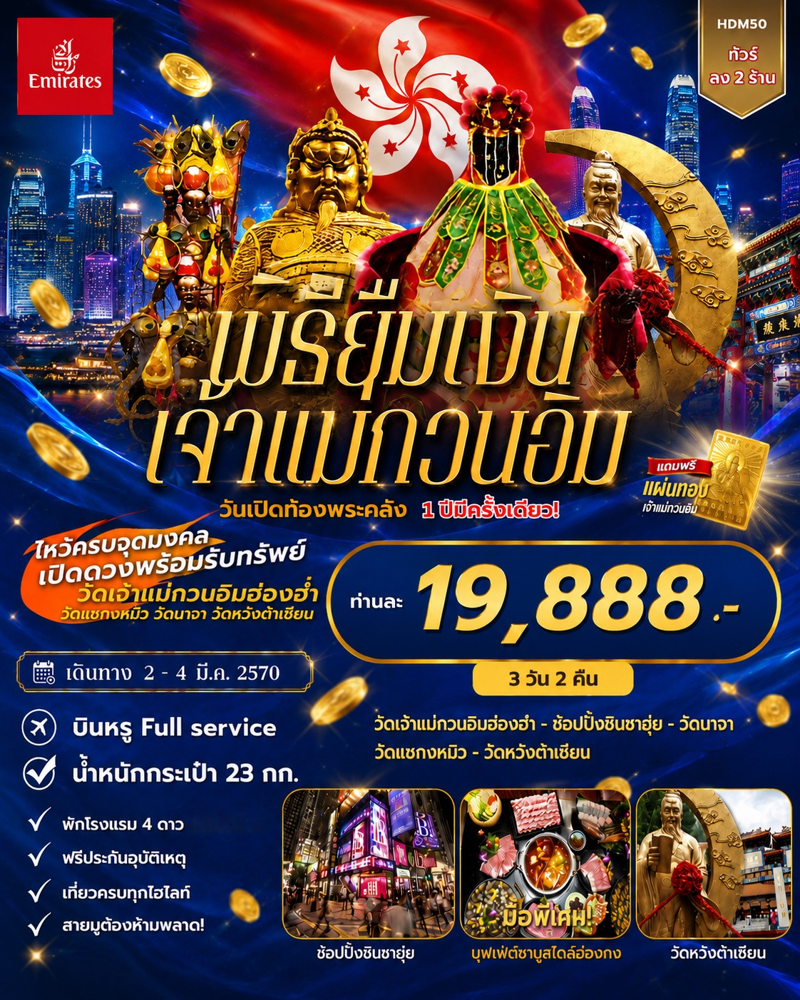 Emirates
HDM50
ทัวร์
ลง 2 ร้าน
พิธียืมเงิน
เจ้าแม่กวนอิม
วันเปิดท้องพระคลัง 1 ปีมีครั้งเดียว!
แถมฟรี
แผ่นทอง
เจ้าแม่กวนอิม
ไหว้ครบจุดมงคล
เปิดดวงพร้อมรับทรัพย์
วัดเจ้าแม่กวนอิมฮ่องฮำ
วัดแชกงหมิว วัดนาจา วัดหวังต้าเซียน
ท่านละ 19,888.-
3 วัน 2 คืน
เดินทาง 2 - 4 มี.ค. 2570
บินหรู Full service
น้ำหนักกระเป๋า 23 กก.
พักโรงแรม 4 ดาว
ฟรีประกันอุบัติเหตุ
เที่ยวครบทุกไฮไลท์
สายมูต้องห้ามพลาด!
วัดเจ้าแม่กวนอิมฮ่องฮำ - ช้อปปิ้งซินซาฮุ่ย - วัดนาจา
วัดแชกงหมิว - วัดหวังต้าเซียน
มื้อพิเศษ!
ช้อปปิ้งซินซายุ่ย
บุฟเฟ่ต์ชาบูสไตล์ฮ่องกง
วัดหวังต้าเซียน